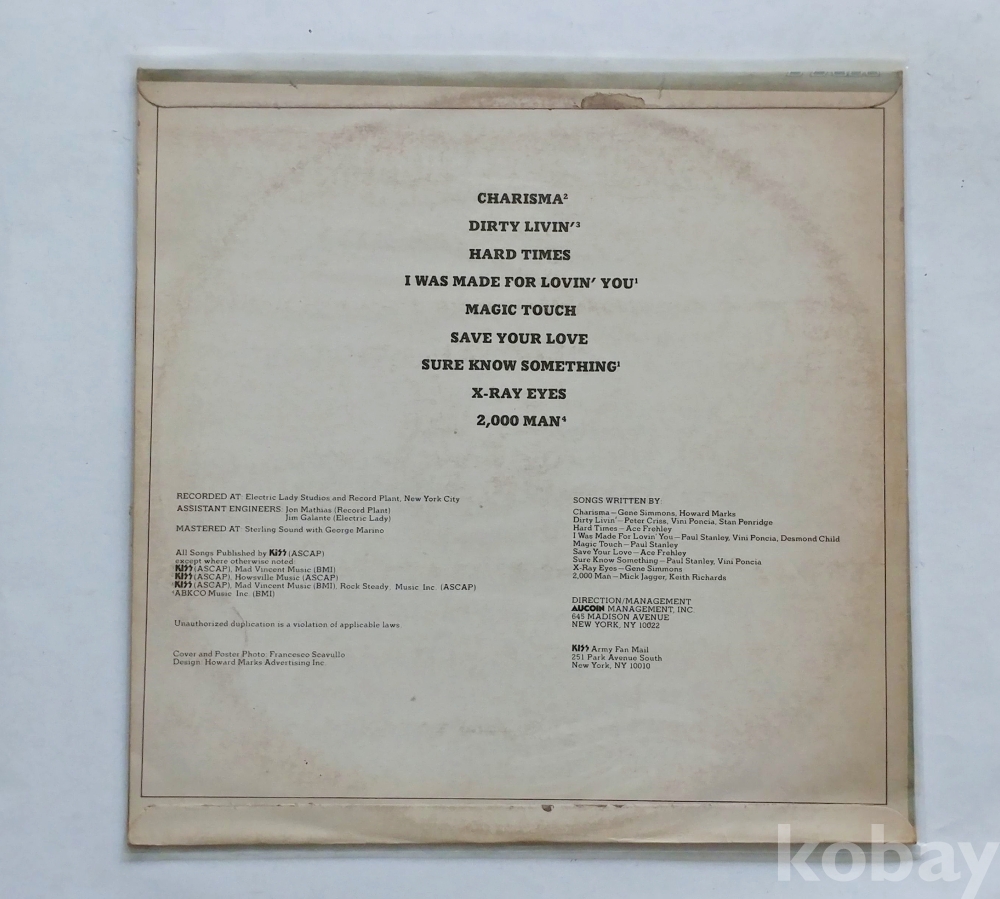 CHARISMA²
DIRTY LIVIN'³
HARD TIMES
I WAS MADE FOR LOVIN' YOU¹
MAGIC TOUCH
SAVE YOUR LOVE
SURE KNOW SOMETHING¹
X-RAY EYES
2,000 MAN⁴
RECORDED AT: Electric Lady Studios and Record Plant, New York City
ASSISTANT ENGINEERS: Jon Mathias (Record Plant)
Jim Galante (Electric Lady)
MASTERED AT: Sterling Sound with George Marino
All Songs Published by KISS (ASCAP)
except where otherwise noted:
¹KISS (ASCAP), Mad Vincent Music (BMI)
²KISS (ASCAP), Howsville Music (ASCAP)
³KISS (ASCAP), Mad Vincent Music (BMI), Rock Steady, Music Inc. (ASCAP)
⁴ABKCO Music Inc. (BMI)
Unauthorized duplication is a violation of applicable laws.
Cover and Poster Photo: Francesco Scavullo
Design: Howard Marks Advertising Inc.
SONGS WRITTEN BY:
Charisma—Gene Simmons, Howard Marks
Dirty Livin'—Peter Criss, Vini Poncia, Stan Penridge
Hard Times—Ace Frehley
I Was Made For Lovin' You—Paul Stanley, Vini Poncia, Desmond Child
Magic Touch—Paul Stanley
Save Your Love—Ace Frehley
Sure Know Something—Paul Stanley, Vini Poncia
X-Ray Eyes—Gene Simmons
2,000 Man—Mick Jagger, Keith Richards
DIRECTION/MANAGEMENT
AUCOIN MANAGEMENT, INC.
645 MADISON AVENUE
NEW YORK, NY 10022
KISS Army Fan Mail
251 Park Avenue South
New York, NY 10010
kobay